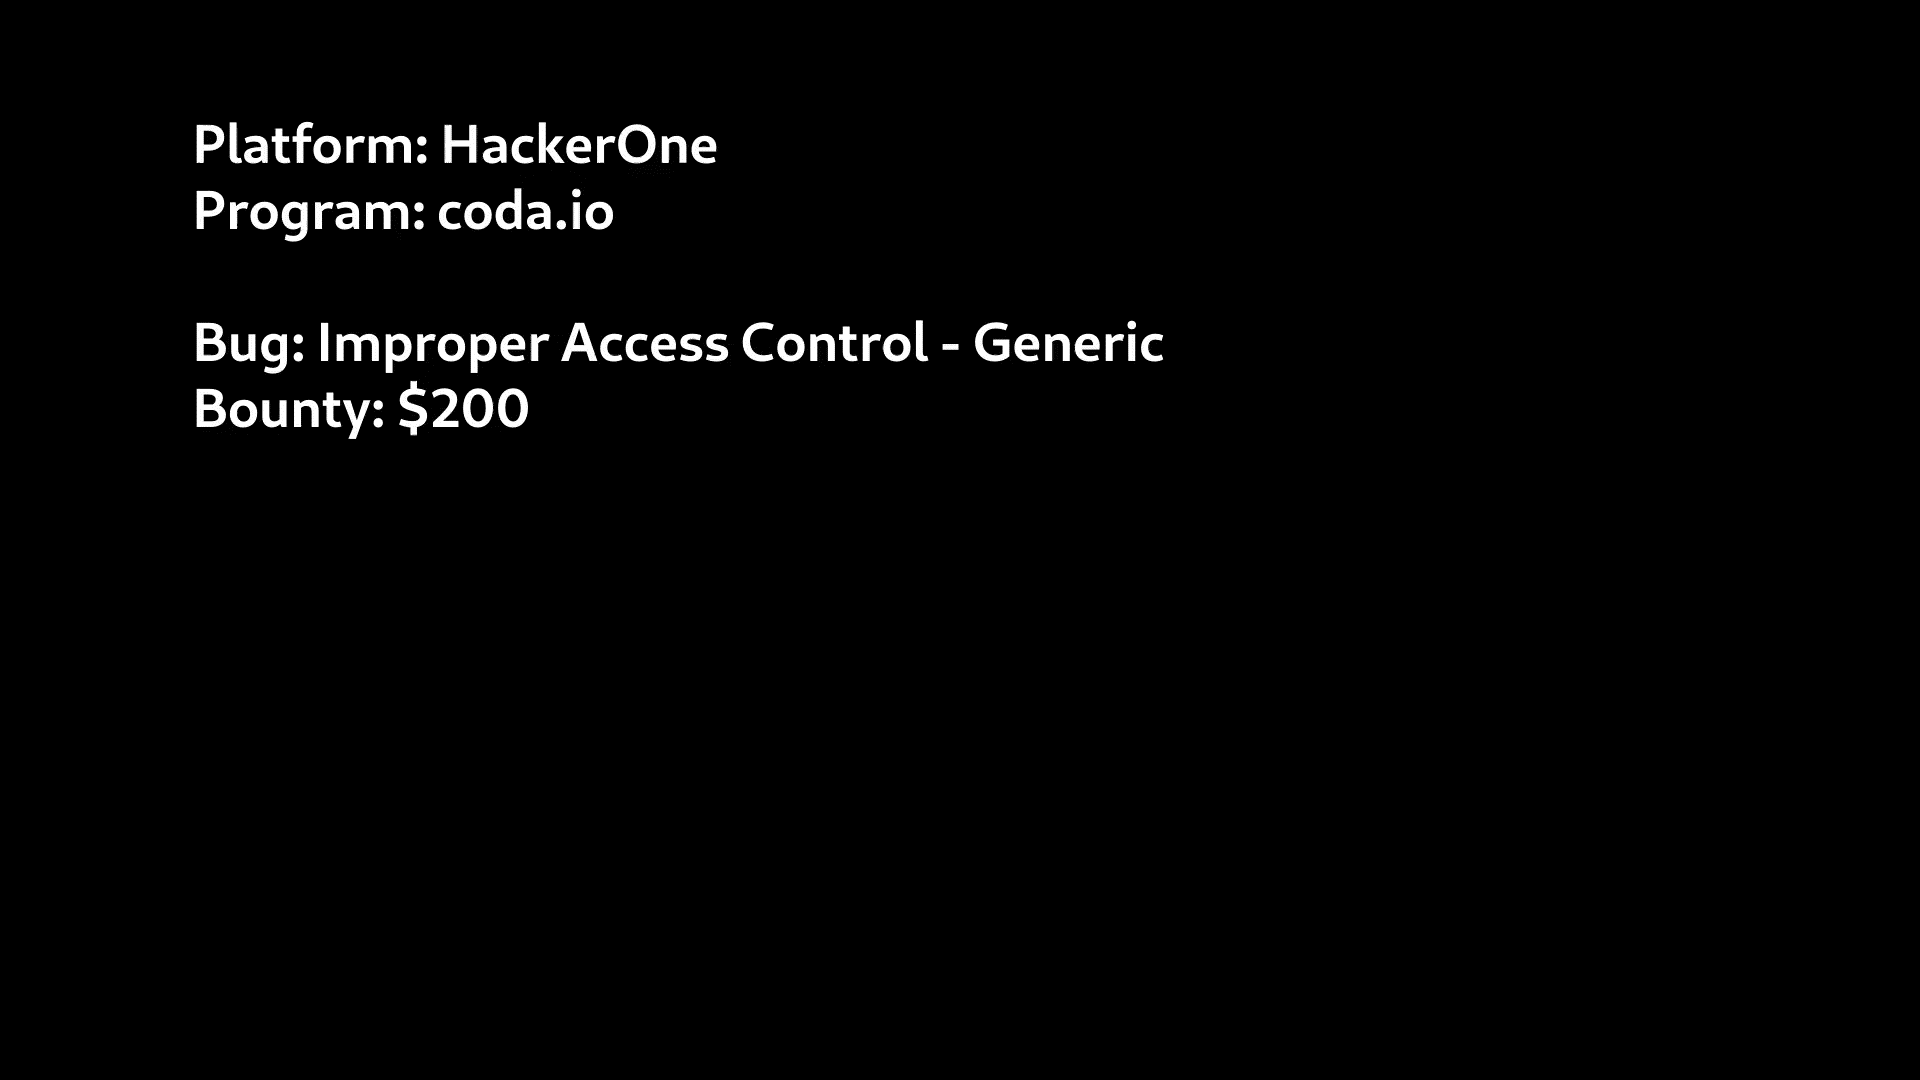 Platform: HackerOne
Program: coda.io
Bug: Improper Access Control - Generic
Bounty: $200